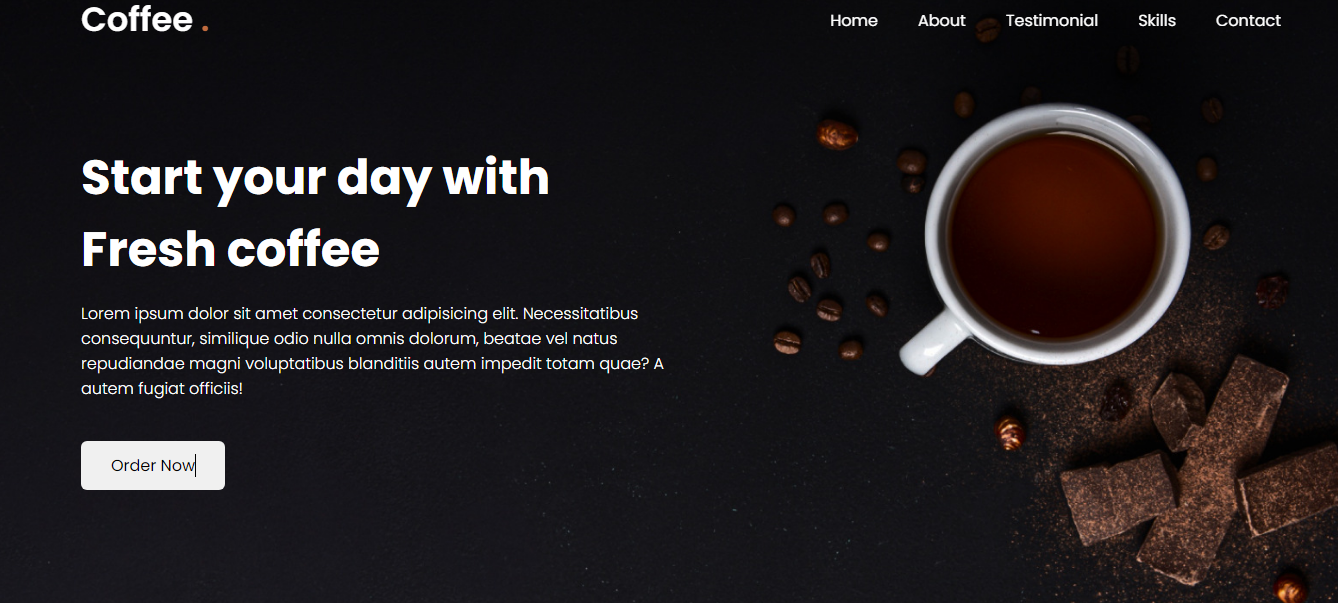 Coffee .
Home About Testimonial Skills Contact
Start your day with
Fresh coffee
Lorem ipsum dolor sit amet consectetur adipisicing elit. Necessitatibus
consequuntur, similique odio nulla omnis dolorum, beatae vel natus
repudiandae magni voluptatibus blanditiis autem impedit totam quae? A
autem fugiat officiis!
Order Now